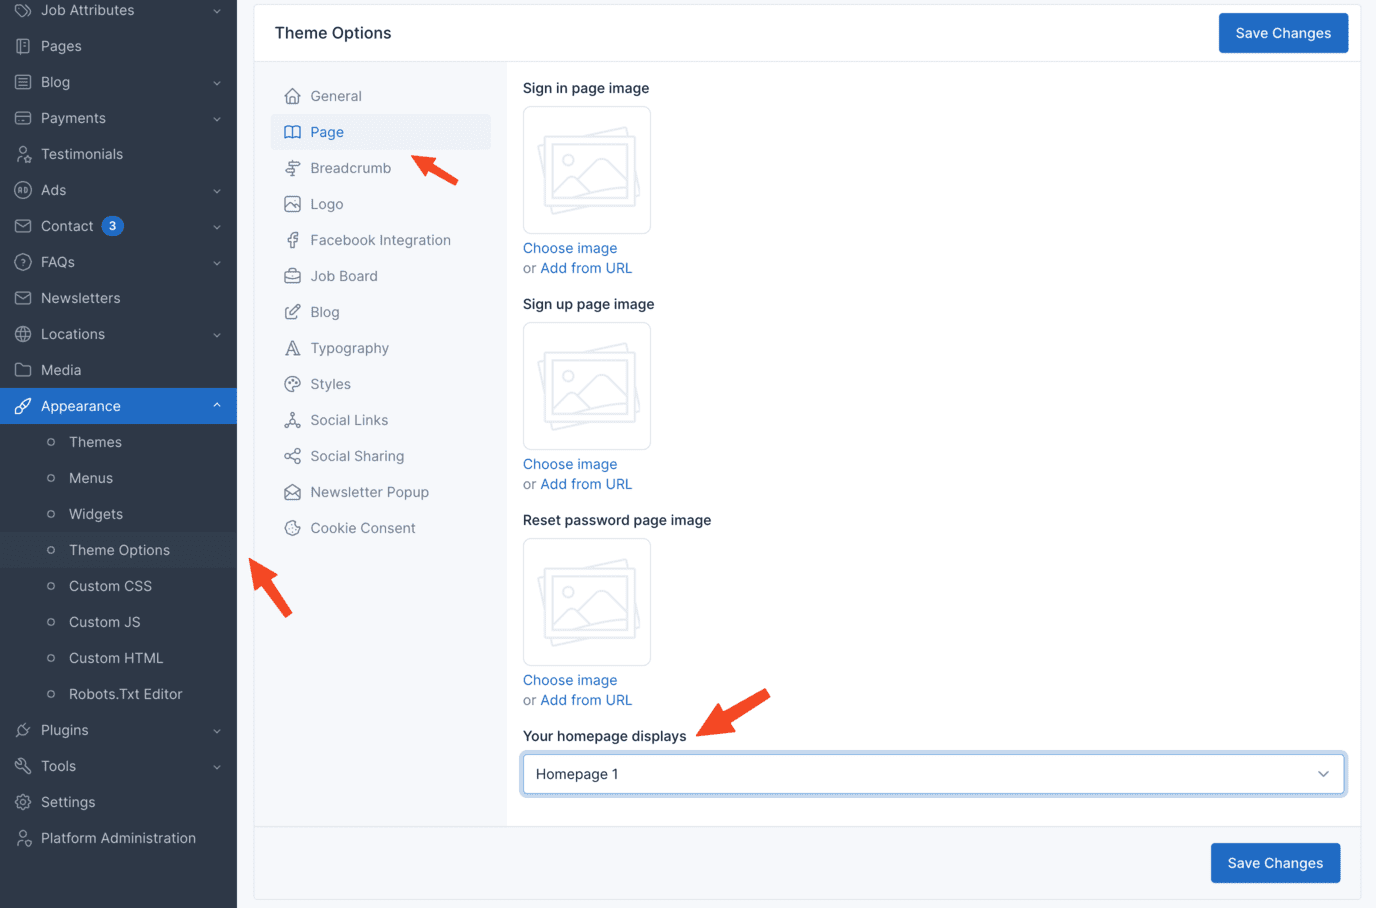 Job Attributes
Pages
Blog
Payments
Testimonials
AD Ads
Contact 3
FAQs
Newsletters
Locations
Media
Appearance
Themes
Menus
Widgets
Theme Options
Custom CSS
Custom JS
Custom HTML
Robots.Txt Editor
Plugins
Tools
Settings
Platform Administration
Theme Options
Save Changes
General
Page
Breadcrumb
Logo
Facebook Integration
Job Board
Blog
Typography
Styles
Social Links
Social Sharing
Newsletter Popup
Cookie Consent
Sign in page image
Choose image
or Add from URL
Sign up page image
Choose image
or Add from URL
Reset password page image
Choose image
or Add from URL
Your homepage displays
Homepage 1
Save Changes